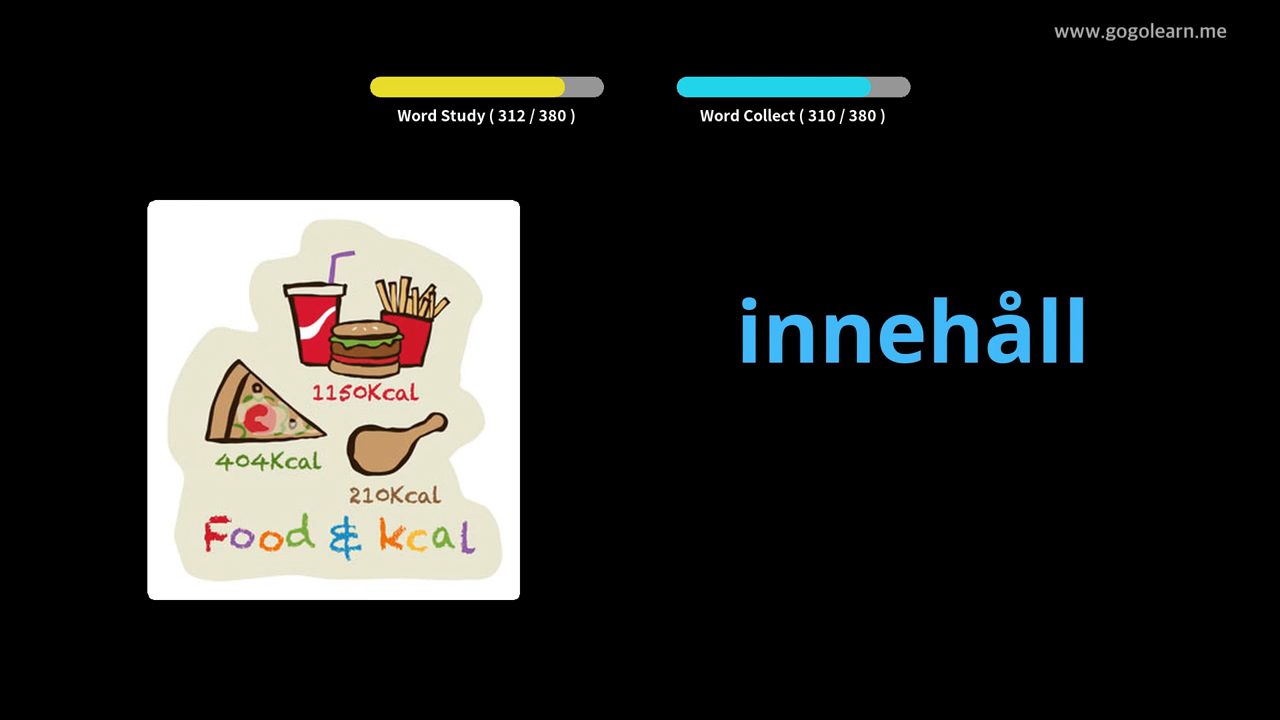 www.gogolearn.me
Word Study ( 312 / 380 )
Word Collect ( 310 / 380 )
1150Kcal
404Kcal
210Kcal
Food & kcal
innehåll